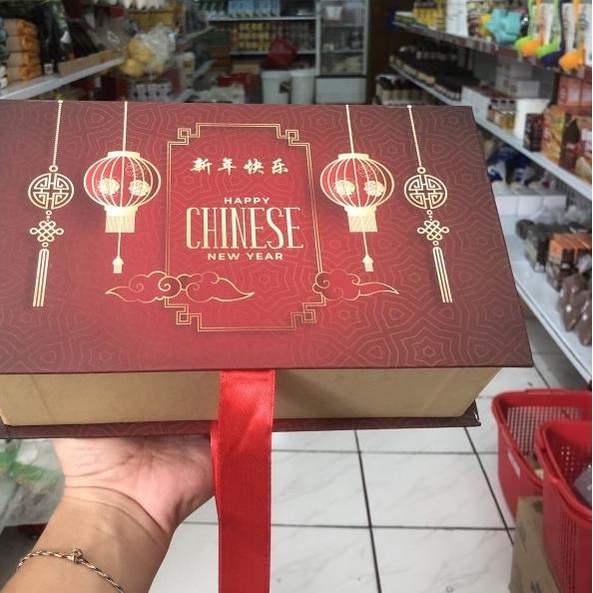 新年快乐
HAPPY
CHINESE
NEW YEAR